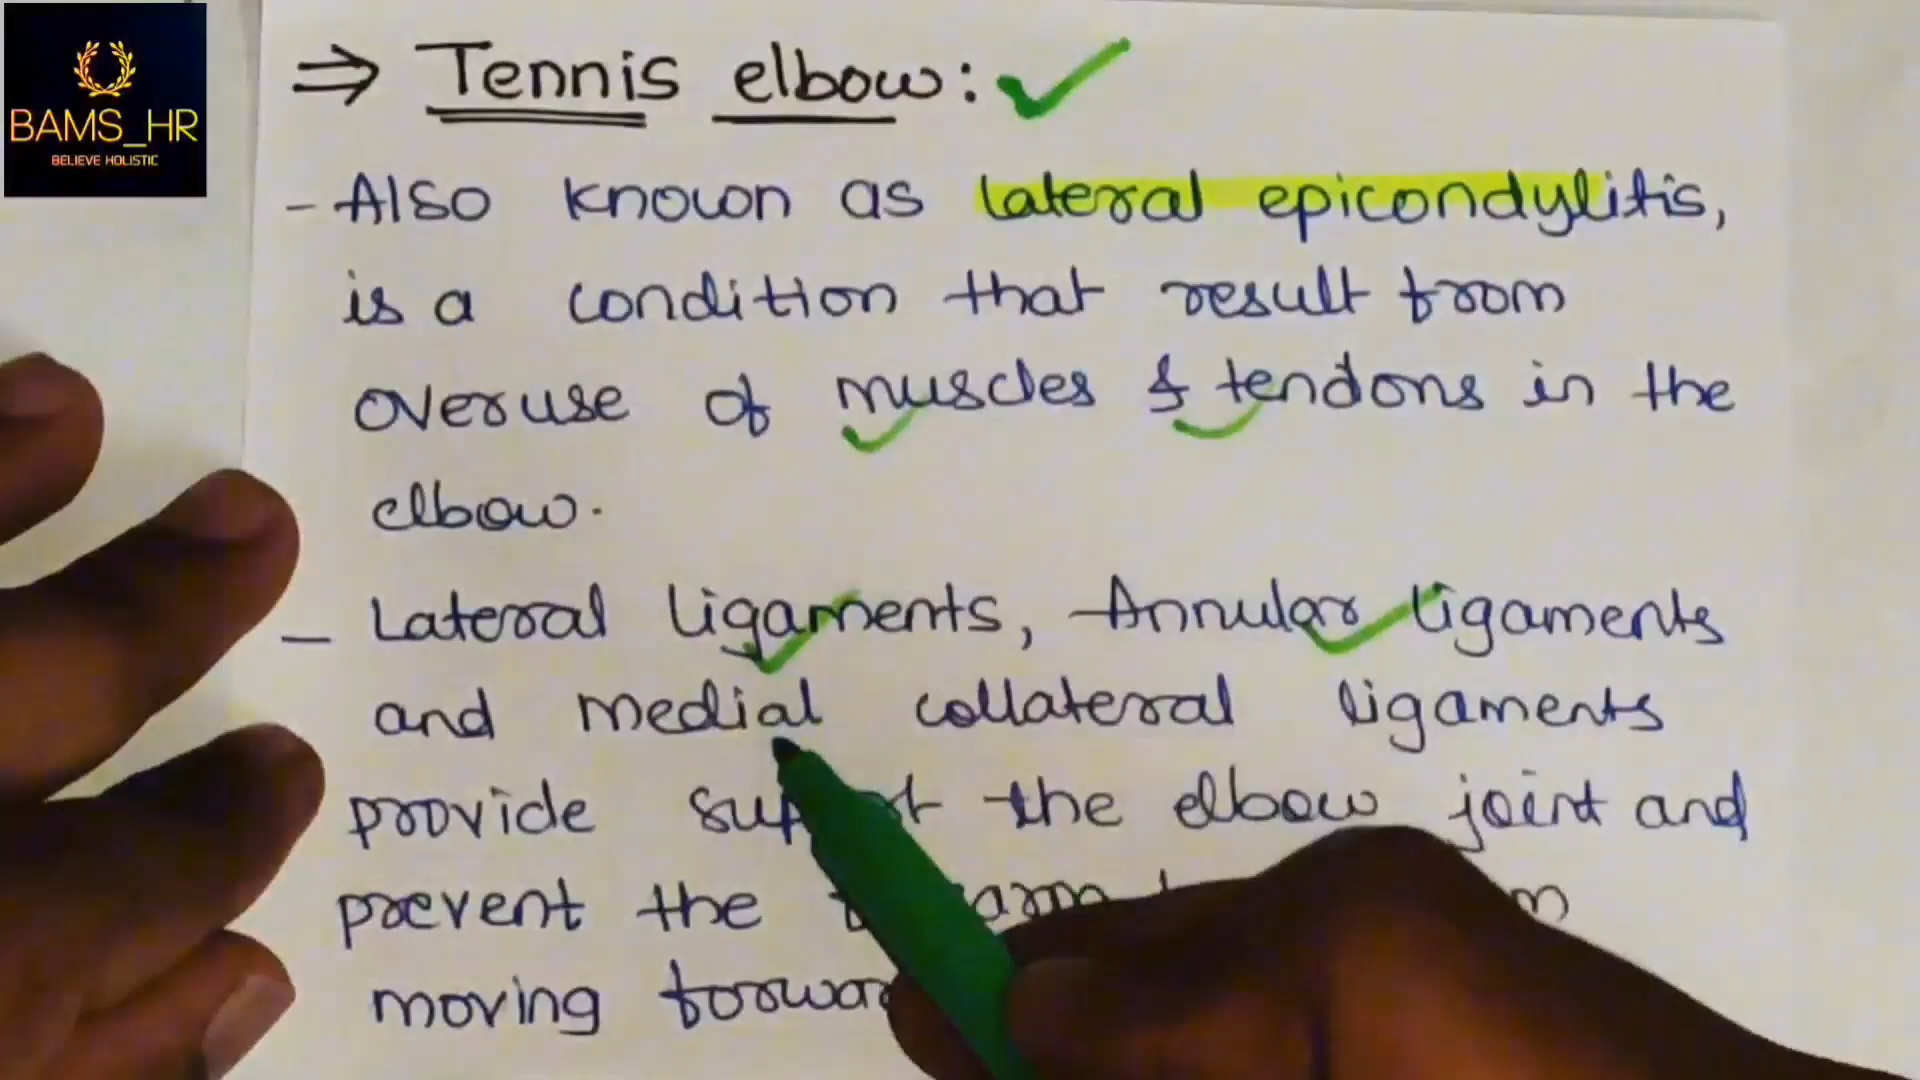 BAMS_HR
BELIEVE HOLISTIC
⇒ Tennis elbow:
- Also known as lateral epicondylitis,
is a condition that result from
overuse of muscles & tendons in the
elbow.
- Lateral ligaments, Annular ligaments
and medial collateral ligaments
provide the elbow joint and
prevent the
moving